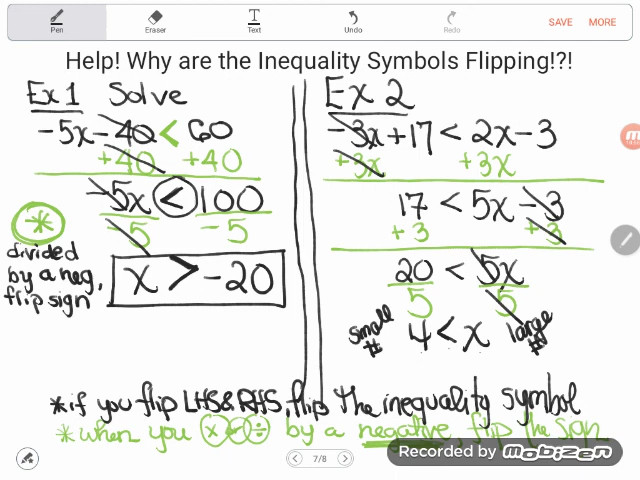 Pen
Eraser
Text
Undo
Redo
SAVE
MORE
Help! Why are the Inequality Symbols Flipping!?!
Ex 1 Solve
-5x - 40 < 60
+40 +40
-5x < 100
-5 -5
x > -20
*
divided
by a neg,
flip sign
Ex 2
-3x + 17 < 2x - 3
+3x +3x
17 < 5x - 3
+3 +3
20 < 5x
5 5
4 < x
small
#
large
#
* if you flip LHS & RHS, flip the inequality symbol
* when you × or ÷ by a negative, flip the sign
7/8
Recorded by mobizen